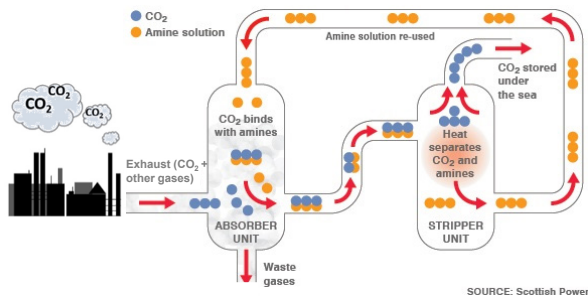 CO₂
Amine solution
Amine solution re-used
CO₂
CO₂
CO₂
CO₂ stored
under
the sea
CO₂ binds
with amines
Heat
separates
CO₂ and
amines
Exhaust (CO₂ +
other gases)
ABSORBER
UNIT
STRIPPER
UNIT
Waste
gases
SOURCE: Scottish Power